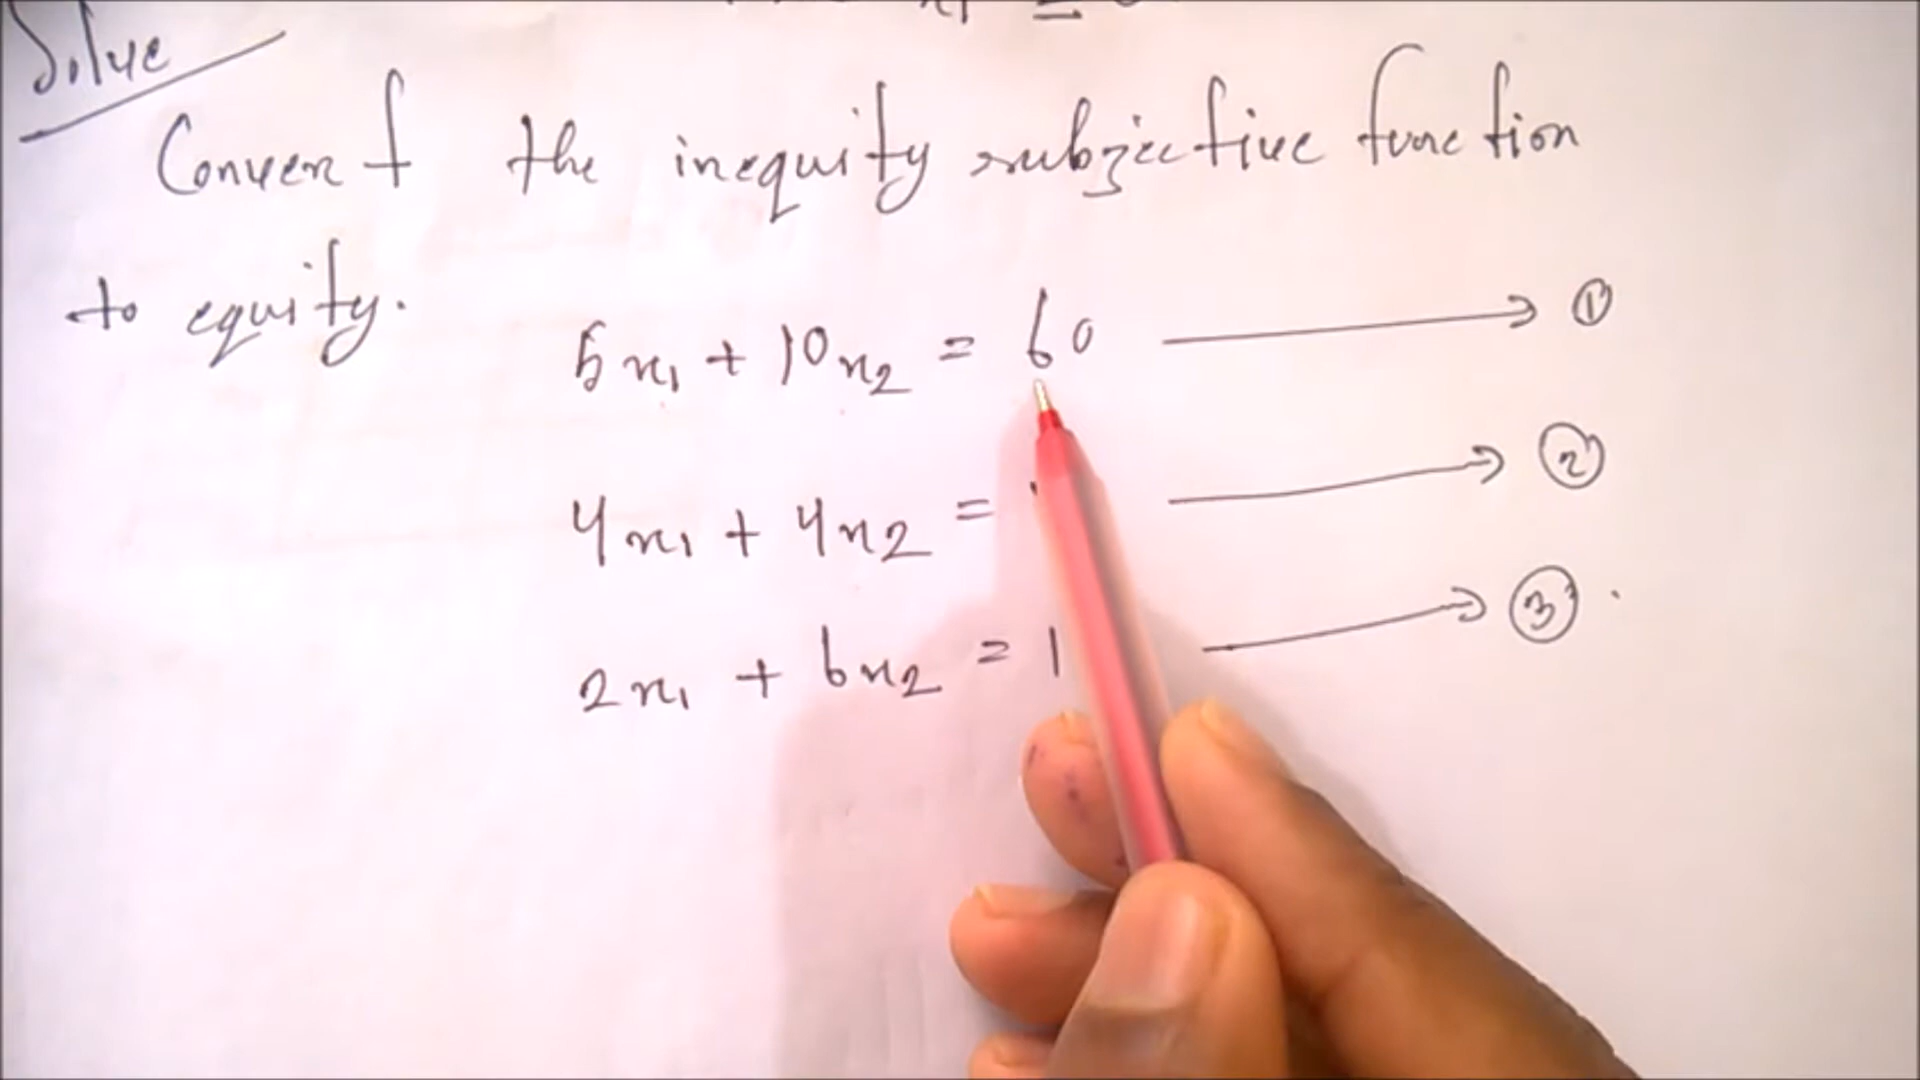 Solve
Convert the inequity subjective function
to equity.
5x₁ + 10x₂ = 60 → ①
4x₁ + 4x₂ = → ②
2x₁ + 6x₂ = 1 → ③